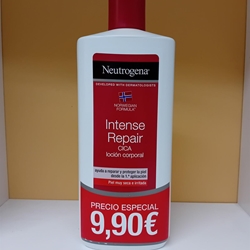 Neutrogena®
DEVELOPED WITH DERMATOLOGISTS
NORWEGIAN
FORMULA®
Intense
Repair
CICA
loción corporal
Ayuda a reparar y proteger la piel
desde la 1.ª aplicación
Piel muy seca e irritada
PRECIO ESPECIAL
9,90€